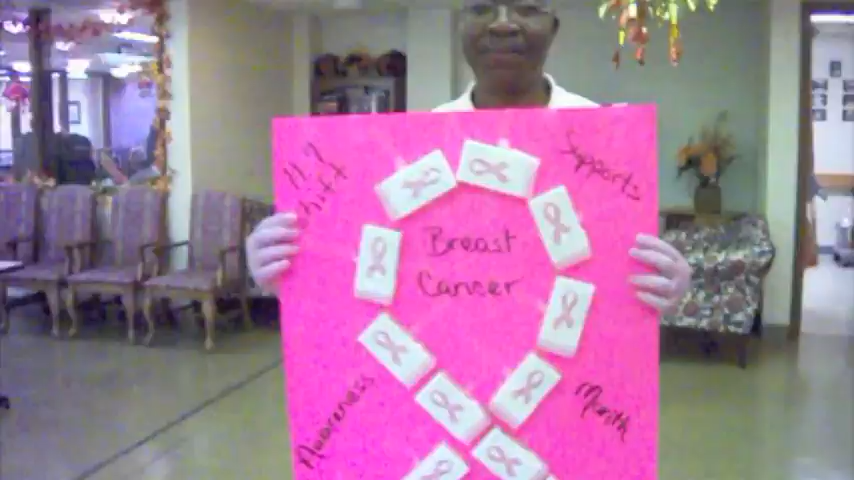 11-7
shift
Supports
Breast
Cancer
Awareness
Month